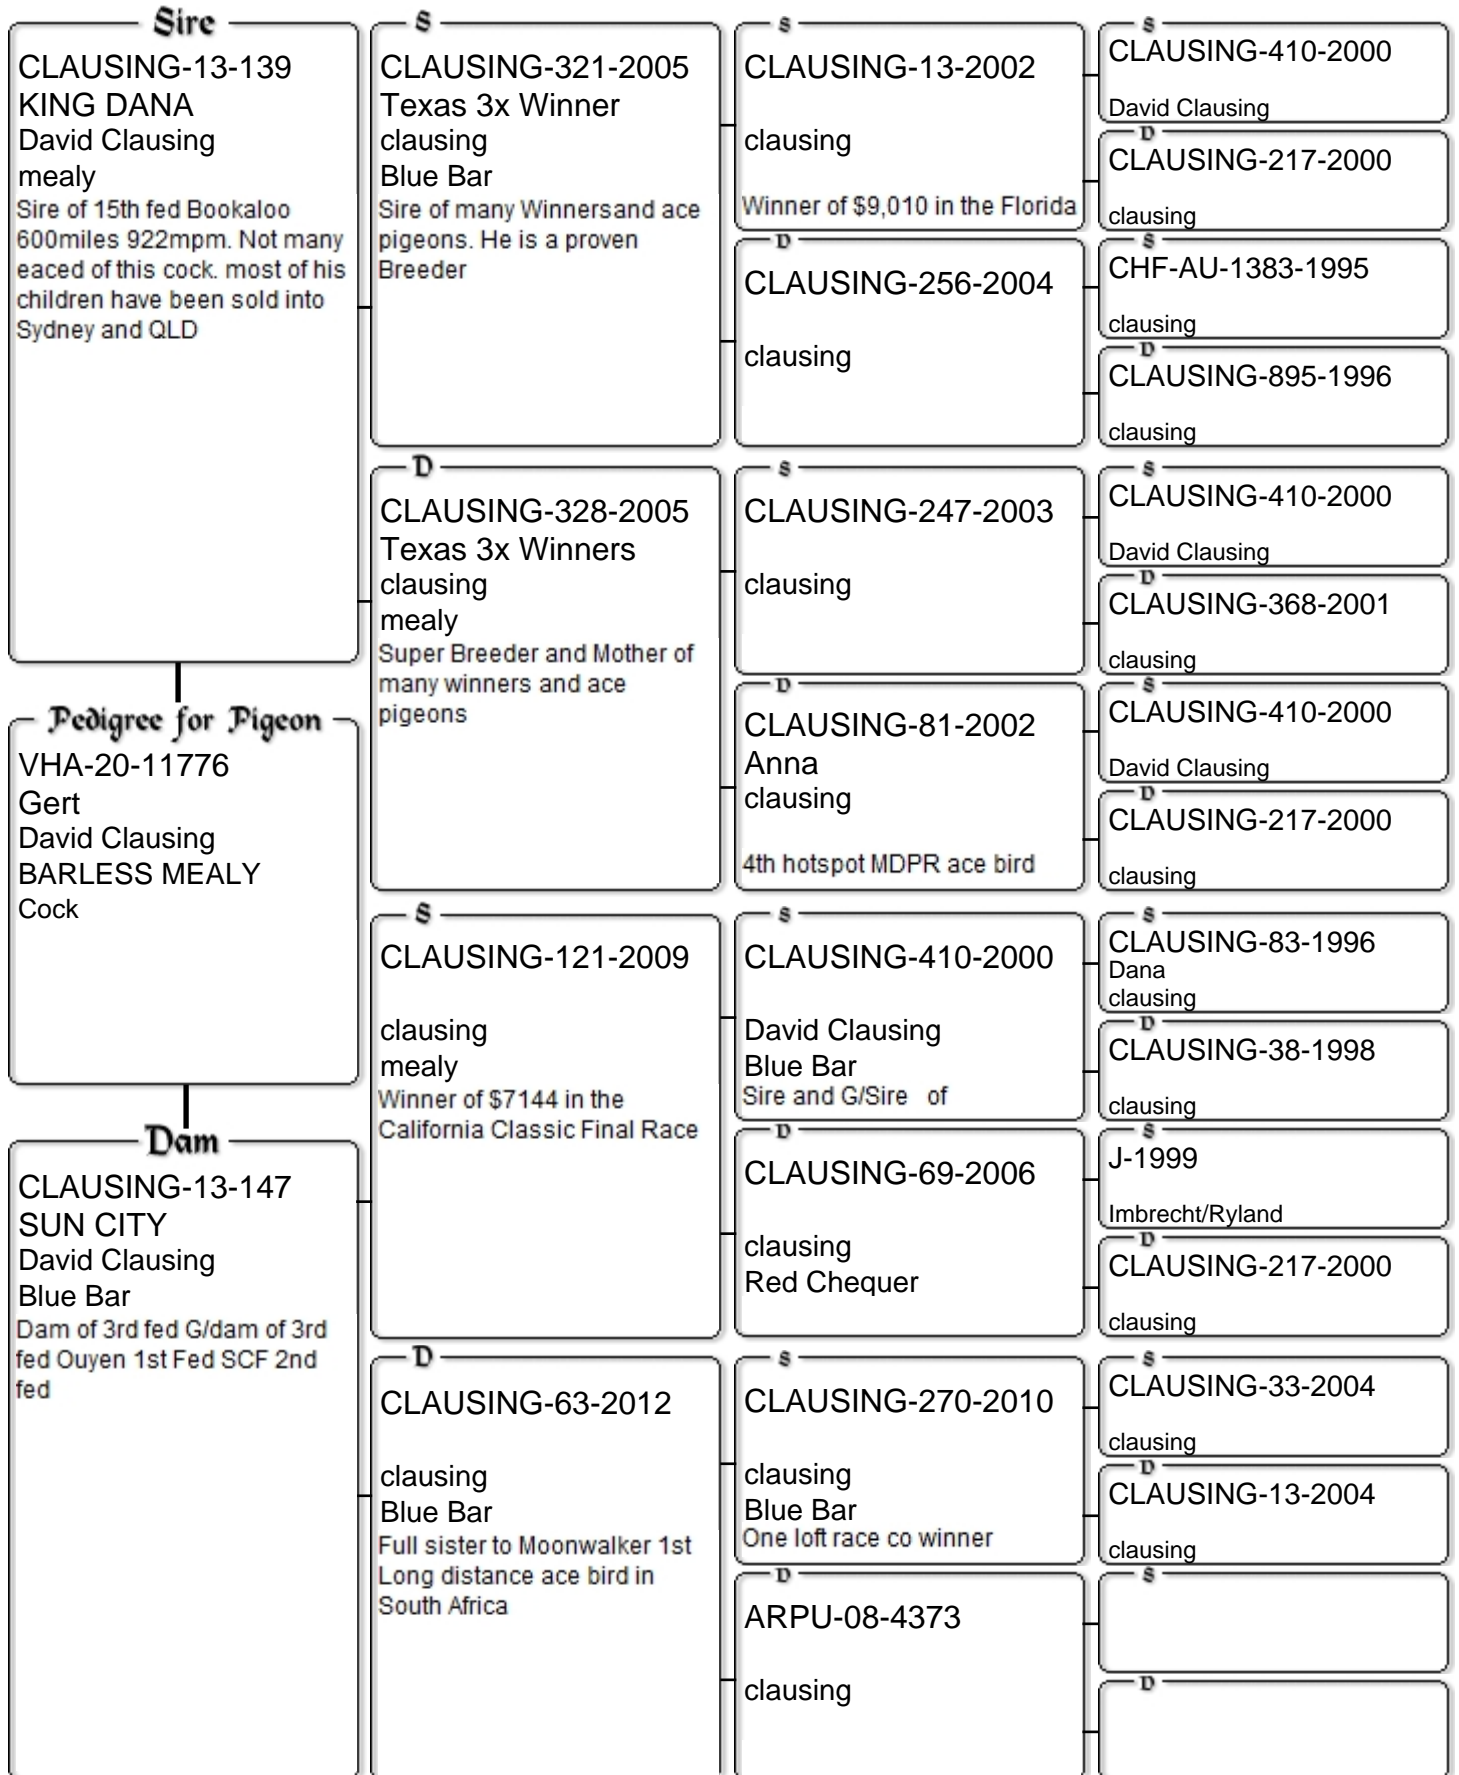 Sire
CLAUSING-13-139
KING DANA
David Clausing
mealy
Sire of 15th fed Bookaloo
600miles 922mpm. Not many
eaced of this cock. most of his
children have been sold into
Sydney and QLD
Pedigree for Pigeon
VHA-20-11776
Gert
David Clausing
BARLESS MEALY
Cock
Dam
CLAUSING-13-147
SUN CITY
David Clausing
Blue Bar
Dam of 3rd fed G/dam of 3rd
fed Ouyen 1st Fed SCF 2nd
fed
S
CLAUSING-321-2005
Texas 3x Winner
clausing
Blue Bar
Sire of many Winnersand ace
pigeons. He is a proven
Breeder
D
CLAUSING-328-2005
Texas 3x Winners
clausing
mealy
Super Breeder and Mother of
many winners and ace
pigeons
S
CLAUSING-121-2009
clausing
mealy
Winner of $7144 in the
California Classic Final Race
D
CLAUSING-63-2012
clausing
Blue Bar
Full sister to Moonwalker 1st
Long distance ace bird in
South Africa
S
CLAUSING-13-2002
clausing
Winner of $9,010 in the Florida
D
CLAUSING-256-2004
clausing
S
CLAUSING-247-2003
clausing
D
CLAUSING-81-2002
Anna
clausing
4th hotspot MDPR ace bird
S
CLAUSING-410-2000
David Clausing
Blue Bar
Sire and G/Sire of
D
CLAUSING-69-2006
clausing
Red Chequer
S
CLAUSING-270-2010
clausing
Blue Bar
One loft race co winner
D
ARPU-08-4373
clausing
S
CLAUSING-410-2000
David Clausing
D
CLAUSING-217-2000
clausing
S
CHF-AU-1383-1995
clausing
D
CLAUSING-895-1996
clausing
S
CLAUSING-410-2000
David Clausing
D
CLAUSING-368-2001
clausing
S
CLAUSING-410-2000
David Clausing
D
CLAUSING-217-2000
clausing
S
CLAUSING-83-1996
Dana
clausing
D
CLAUSING-38-1998
clausing
S
J-1999
Imbrecht/Ryland
D
CLAUSING-217-2000
clausing
S
CLAUSING-33-2004
clausing
D
CLAUSING-13-2004
clausing
S
D